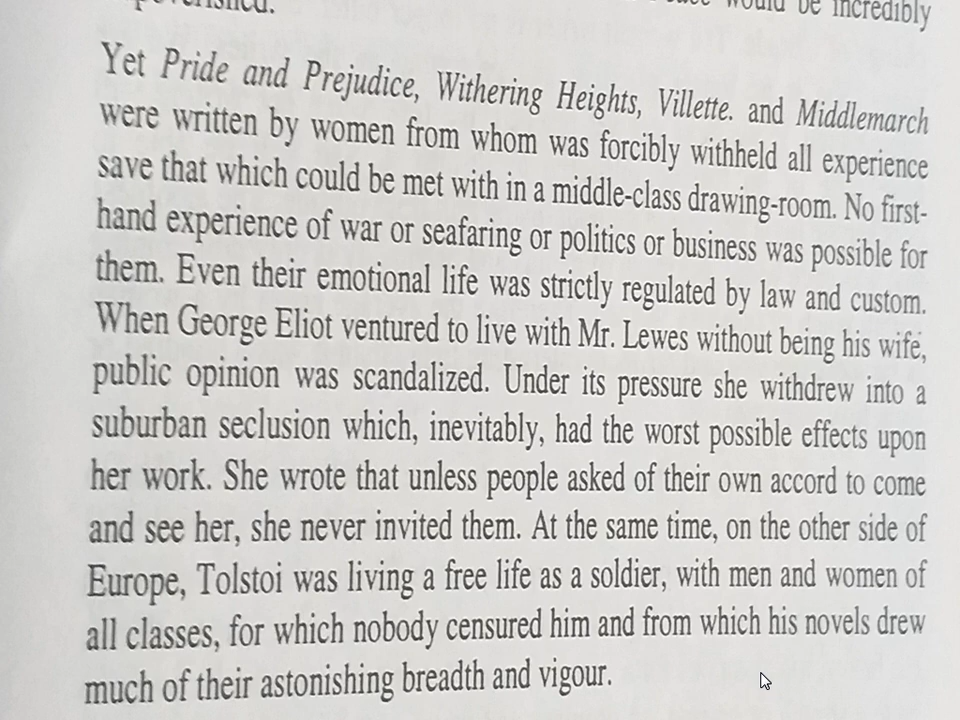 would be incredibly
Yet Pride and Prejudice, Withering Heights, Villette. and Middlemarch
were written by women from whom was forcibly withheld all experience
save that which could be met with in a middle-class drawing-room. No first-
hand experience of war or seafaring or politics or business was possible for
them. Even their emotional life was strictly regulated by law and custom.
When George Eliot ventured to live with Mr. Lewes without being his wife,
public opinion was scandalized. Under its pressure she withdrew into a
suburban seclusion which, inevitably, had the worst possible effects upon
her work. She wrote that unless people asked of their own accord to come
and see her, she never invited them. At the same time, on the other side of
Europe, Tolstoi was living a free life as a soldier, with men and women of
all classes, for which nobody censured him and from which his novels drew
much of their astonishing breadth and vigour.